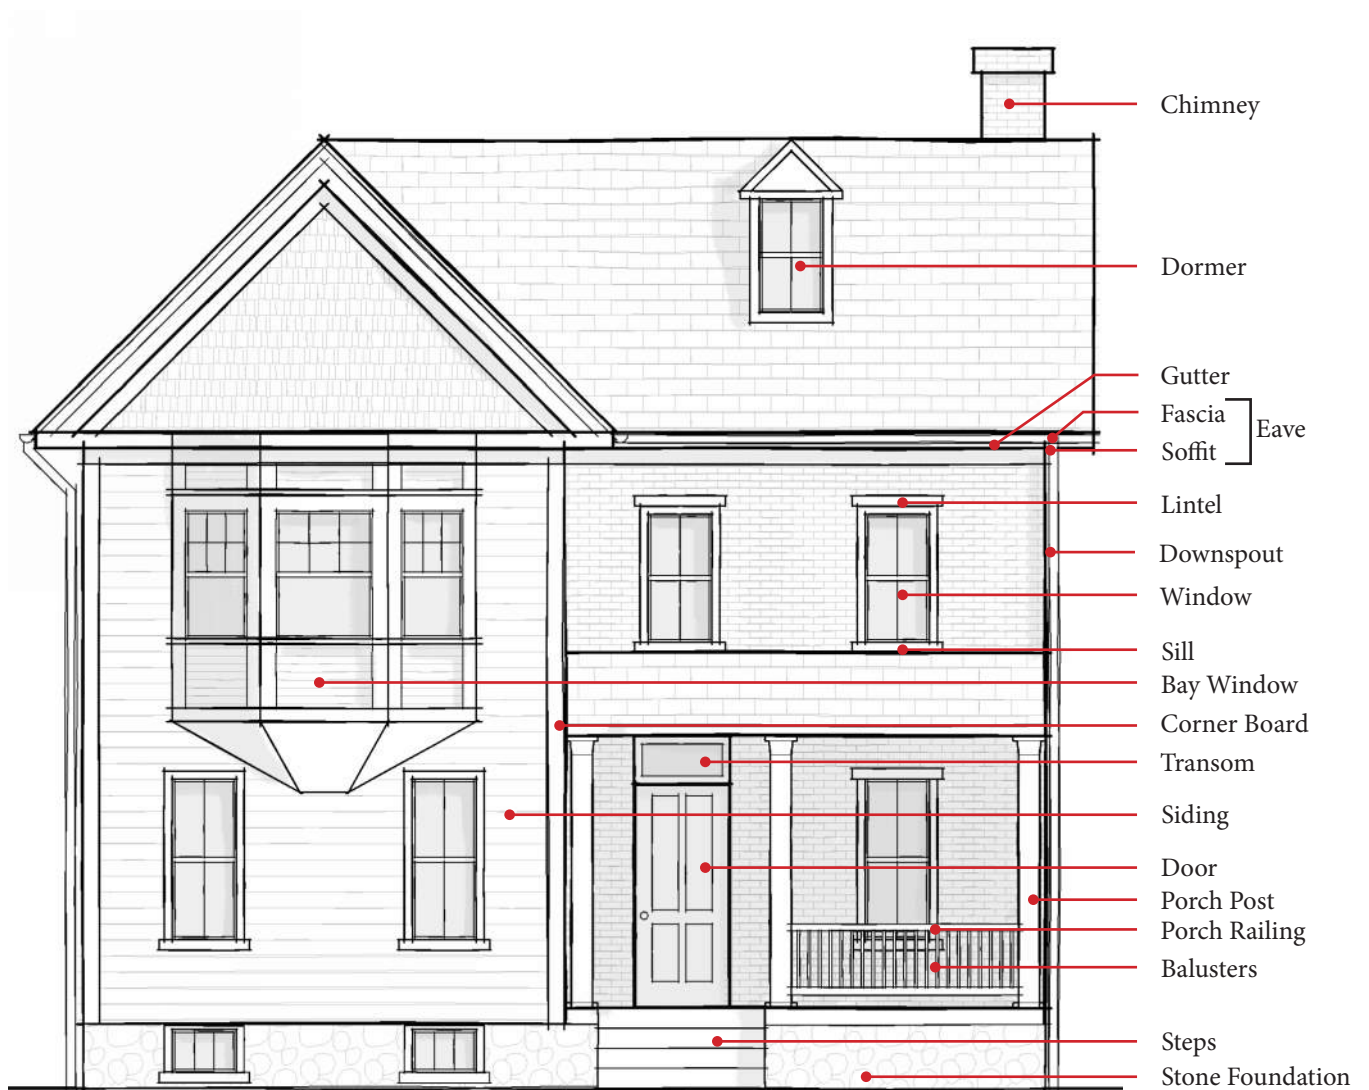 Chimney
Dormer
Gutter
Fascia
Eave
Soffit
Lintel
Downspout
Window
Sill
Bay Window
Corner Board
Transom
Siding
Door
Porch Post
Porch Railing
Balusters
Steps
Stone Foundation